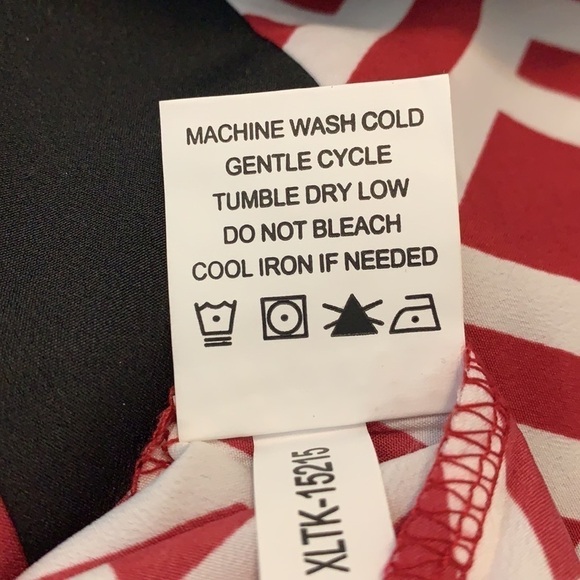 MACHINE WASH COLD
GENTLE CYCLE
TUMBLE DRY LOW
DO NOT BLEACH
COOL IRON IF NEEDED
XLTK-15215